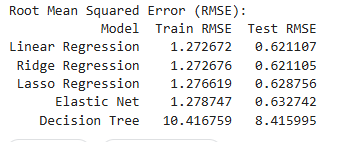 Root Mean Squared Error (RMSE):
Model Train RMSE Test RMSE
Linear Regression 1.272672 0.621107
Ridge Regression 1.272676 0.621105
Lasso Regression 1.276619 0.628756
Elastic Net 1.278747 0.632742
Decision Tree 10.416759 8.415995